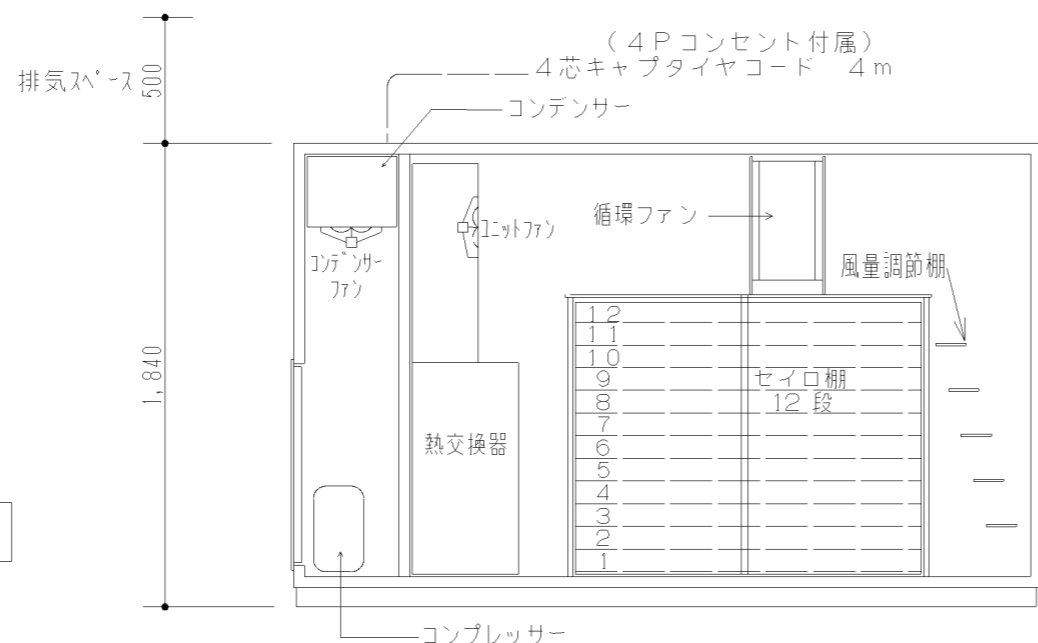 （４Ｐコンセント付属）
４芯キャプタイヤコード　４ｍ
排気ｽﾍﾟｰｽ
500
コンデンサー
循環ファン
ﾕﾆｯﾄﾌｧﾝ
ｺﾝﾃﾞﾝｻｰ
ﾌｧﾝ
風量調節棚
1,840
12
11
10
9
8
7
6
5
4
3
2
1
セイロ棚
12 段
熱交換器
コンプレッサー